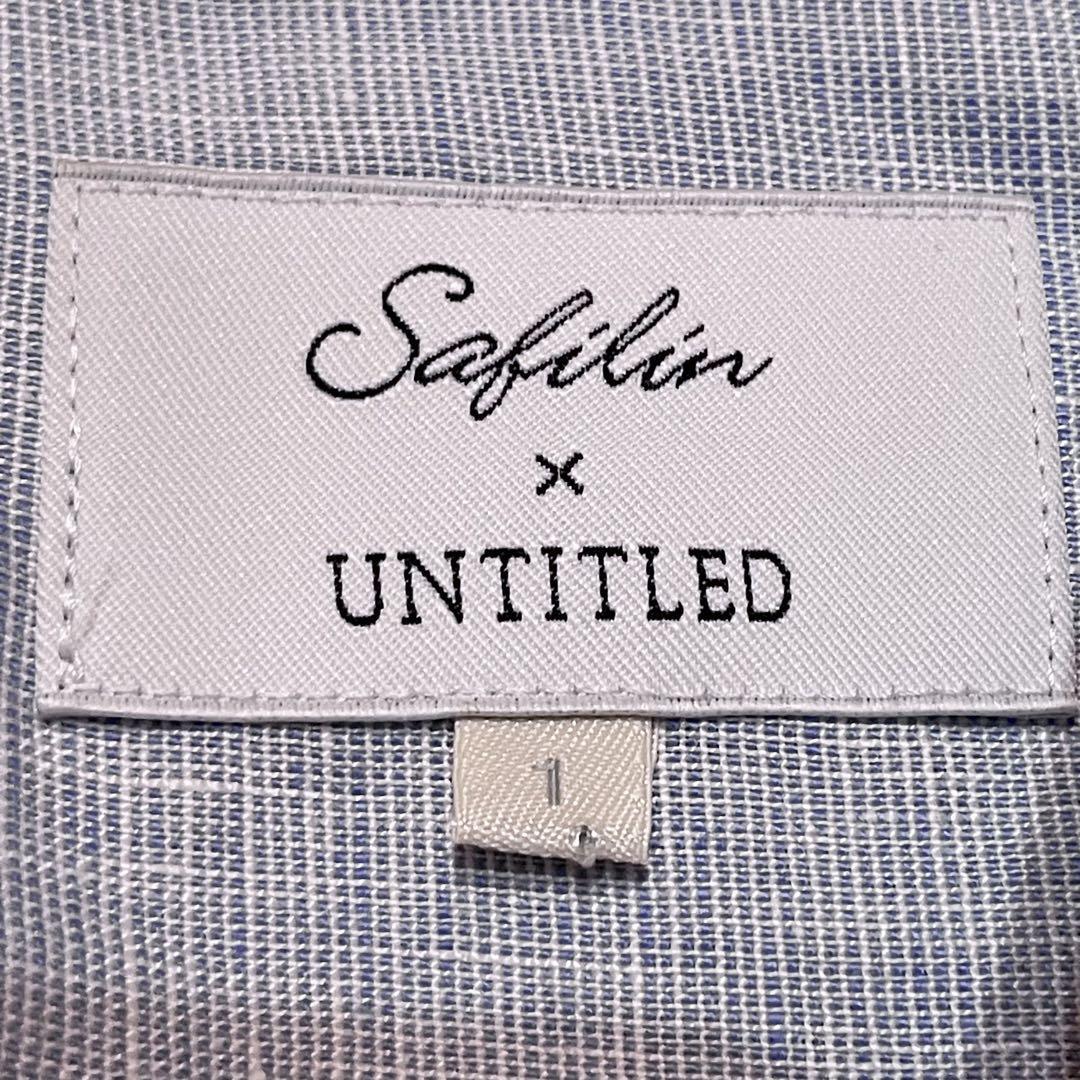 Safilin
×
UNTITLED
1